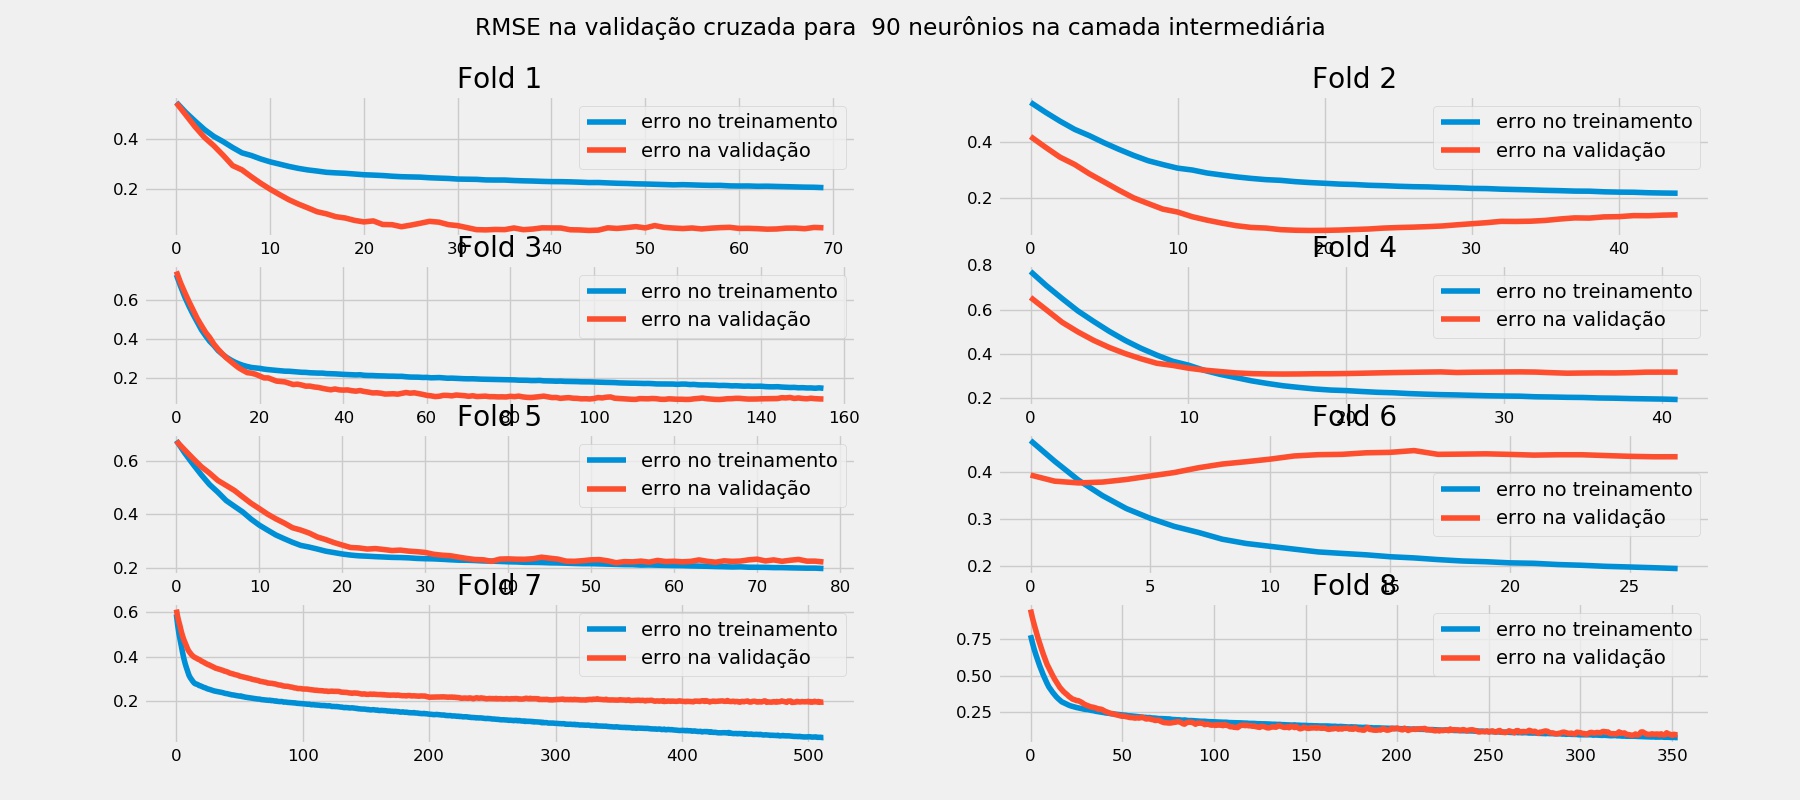 RMSE na validação cruzada para  90 neurônios na camada intermediária
Fold 1
0.4
0.2
erro no treinamento
erro na validação
0 10 20 30 40 50 60 70
Fold 2
0.4
0.2
erro no treinamento
erro na validação
0 10 20 30 40
Fold 3
0.6
0.4
0.2
erro no treinamento
erro na validação
0 20 40 60 80 100 120 140 160
Fold 4
0.8
0.6
0.4
0.2
erro no treinamento
erro na validação
0 10 20 30 40
Fold 5
0.6
0.4
0.2
erro no treinamento
erro na validação
0 10 20 30 40 50 60 70 80
Fold 6
0.4
0.3
0.2
erro no treinamento
erro na validação
0 5 10 15 20 25
Fold 7
0.6
0.4
0.2
erro no treinamento
erro na validação
0 100 200 300 400 500
Fold 8
0.75
0.50
0.25
erro no treinamento
erro na validação
0 50 100 150 200 250 300 350